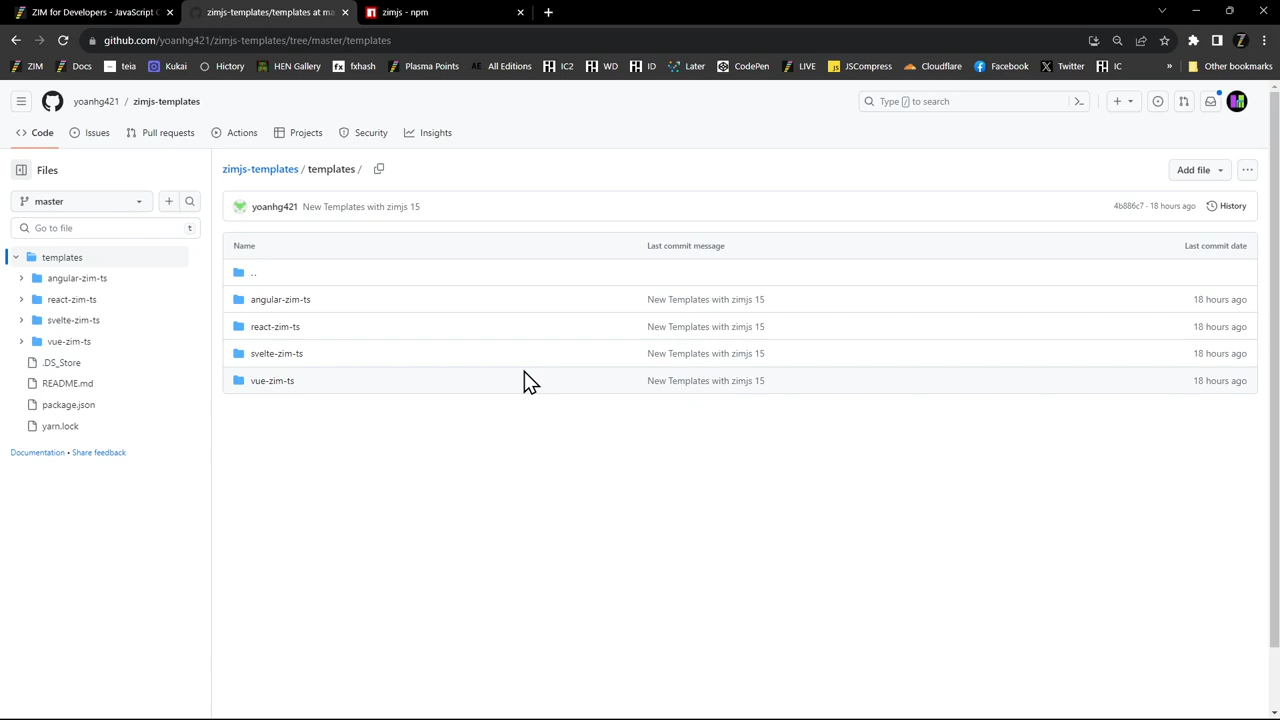 ZIM for Developers - JavaScript C
zimjs-templates/templates at ma
zimjs - npm
github.com/yoanhg421/zimjs-templates/tree/master/templates
ZIM Docs teia Kukai Hictory HEN Gallery fxhash Plasma Points All Editions IC2 WD ID Later CodePen LIVE JSCompress Cloudflare Facebook Twitter IC » Other bookmarks
yoanhg421 / zimjs-templates
Type / to search
Code Issues Pull requests Actions Projects Security Insights
Files
zimjs-templates / templates /
Add file
master
yoanhg421 New Templates with zimjs 15
4b886c7 · 18 hours ago History
Go to file t
Name Last commit message Last commit date
templates
..
angular-zim-ts
angular-zim-ts New Templates with zimjs 15 18 hours ago
react-zim-ts
react-zim-ts New Templates with zimjs 15 18 hours ago
svelte-zim-ts
svelte-zim-ts New Templates with zimjs 15 18 hours ago
vue-zim-ts
vue-zim-ts New Templates with zimjs 15 18 hours ago
.DS_Store
README.md
package.json
yarn.lock
Documentation • Share feedback